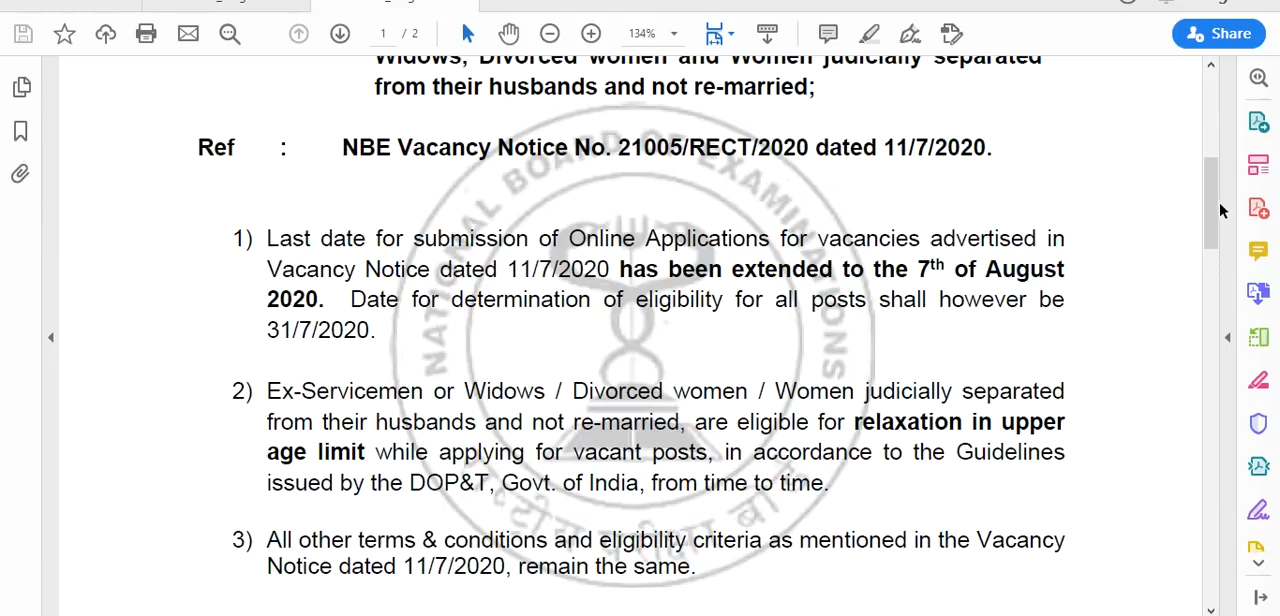 1 / 2
134%
Share
Widows, Divorced women and Women judicially separated
from their husbands and not re-married;
Ref : NBE Vacancy Notice No. 21005/RECT/2020 dated 11/7/2020.
NATIONAL BOARD OF EXAMINATIONS
1) Last date for submission of Online Applications for vacancies advertised in
Vacancy Notice dated 11/7/2020 has been extended to the 7th of August
2020. Date for determination of eligibility for all posts shall however be
31/7/2020.
2) Ex-Servicemen or Widows / Divorced women / Women judicially separated
from their husbands and not re-married, are eligible for relaxation in upper
age limit while applying for vacant posts, in accordance to the Guidelines
issued by the DOP&T, Govt. of India, from time to time.
3) All other terms & conditions and eligibility criteria as mentioned in the Vacancy
Notice dated 11/7/2020, remain the same.